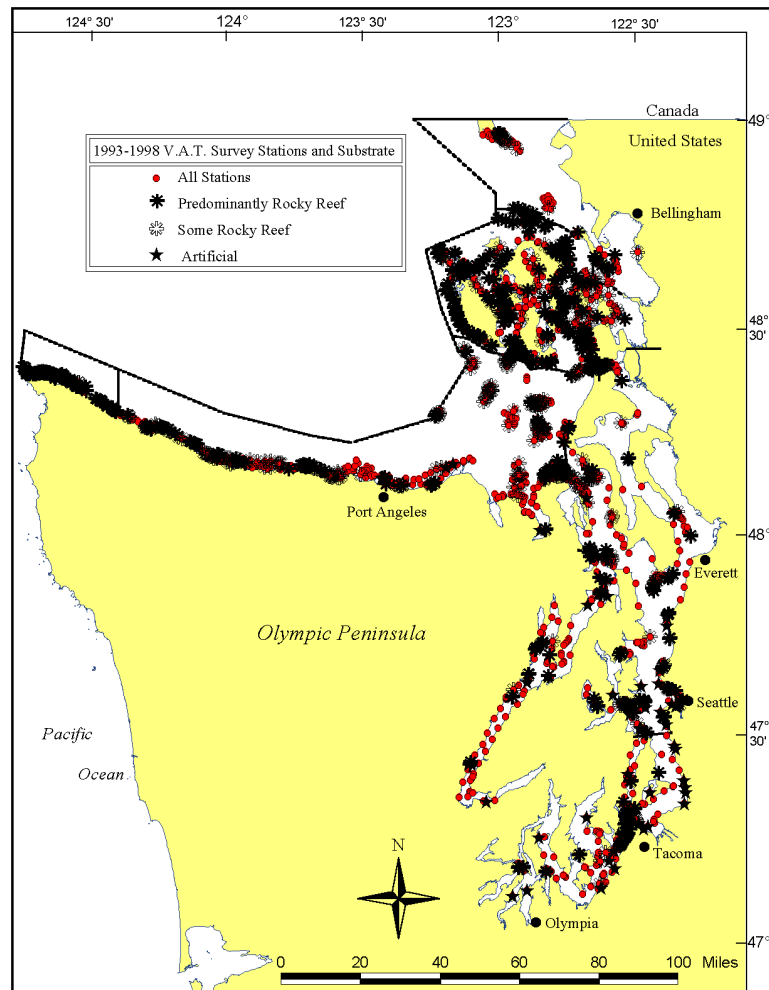 124° 30' 124° 123° 30' 123° 122° 30'
Canada
49°
United States
1993-1998 V.A.T. Survey Stations and Substrate
All Stations
Predominantly Rocky Reef
Some Rocky Reef
Artificial
Bellingham
48°
30'
Port Angeles
48°
Everett
Olympic Peninsula
Seattle
47°
30'
Pacific
Ocean
N
Tacoma
Olympia
47°
0 20 40 60 80 100 Miles